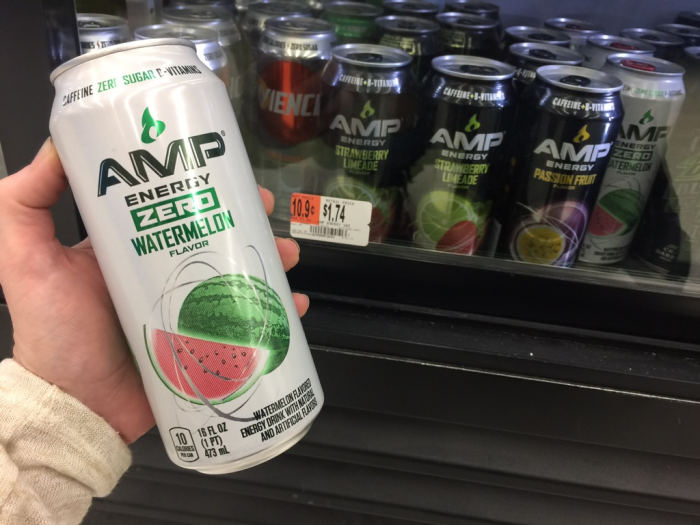 CAFFEINE ZERO SUGAR B-VITAMINS
AMP
ENERGY
ZERO
WATERMELON
FLAVOR
WATERMELON FLAVORED
ENERGY DRINK WITH NATURAL
AND ARTIFICIAL FLAVORS
10
CALORIES
PER CAN
16 FL OZ
(1 PT)
473 mL
10.9¢ $1.74
CAFFEINE+B-VITAMINS
AMP
ENERGY
STRAWBERRY
LIMEADE
CAFFEINE+B-VITAMINS
AMP
ENERGY
STRAWBERRY
LIMEADE
CAFFEINE+B-VITAMINS
AMP
ENERGY
PASSION FRUIT
AMP
ENERGY
ZERO
WATERMELON